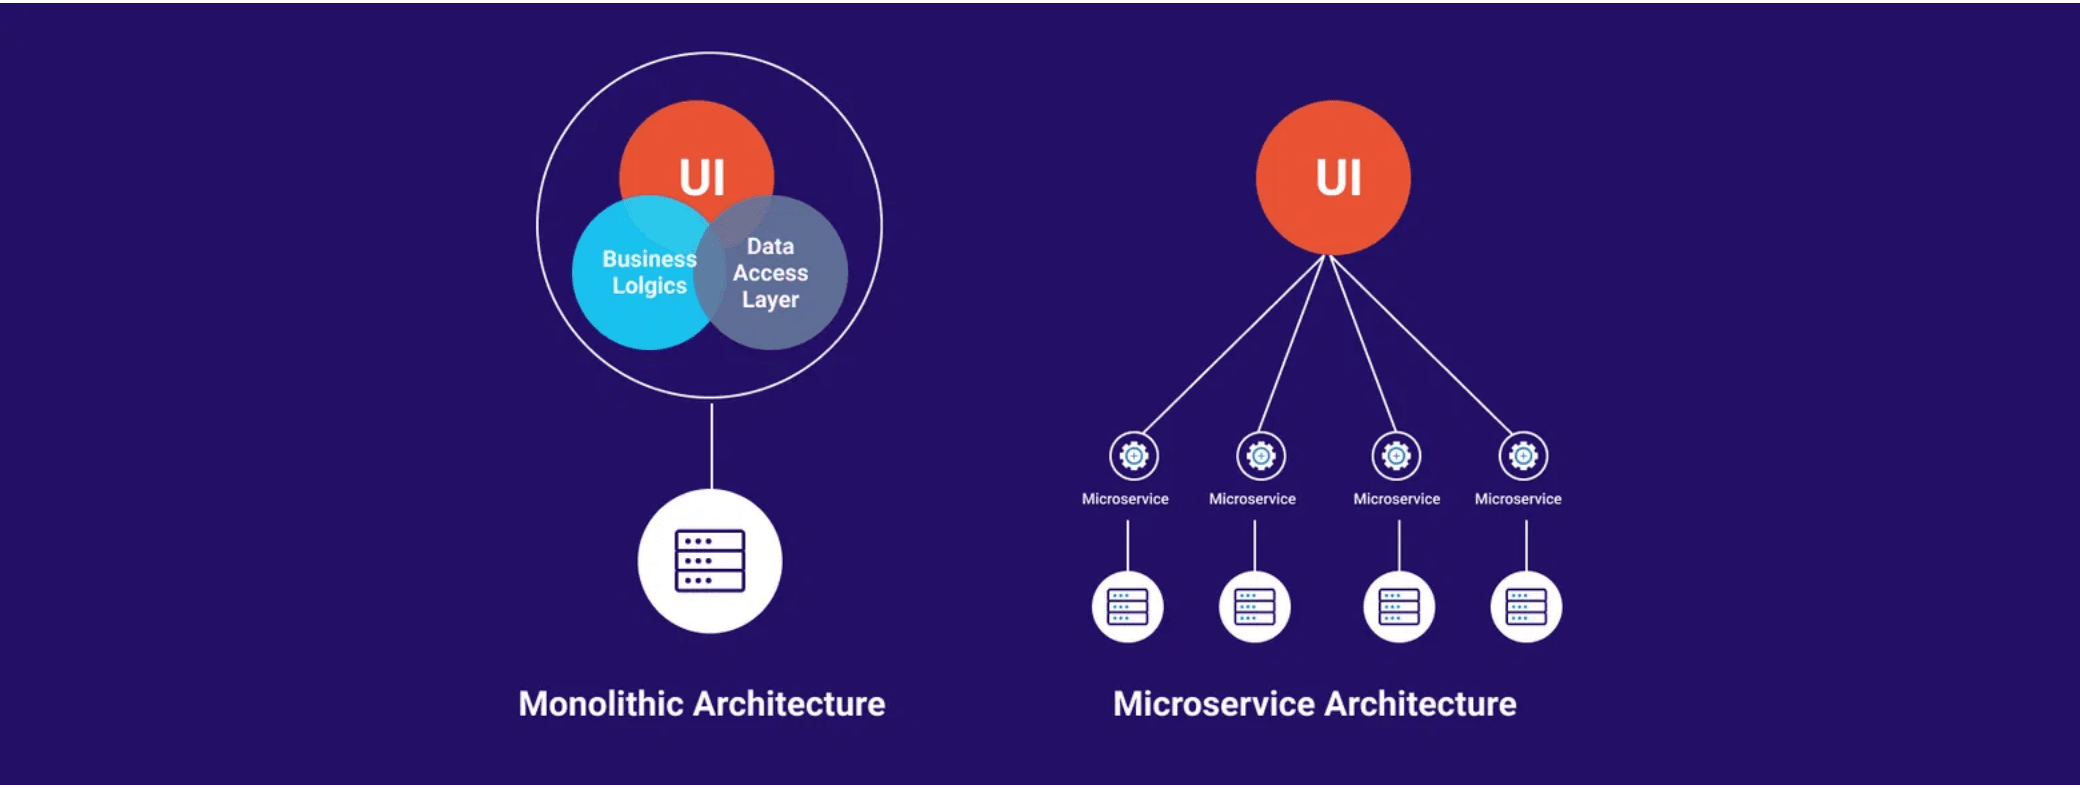 UI
Business
Lolgics
Data
Access
Layer
Monolithic Architecture
UI
Microservice
Microservice
Microservice
Microservice
Microservice Architecture